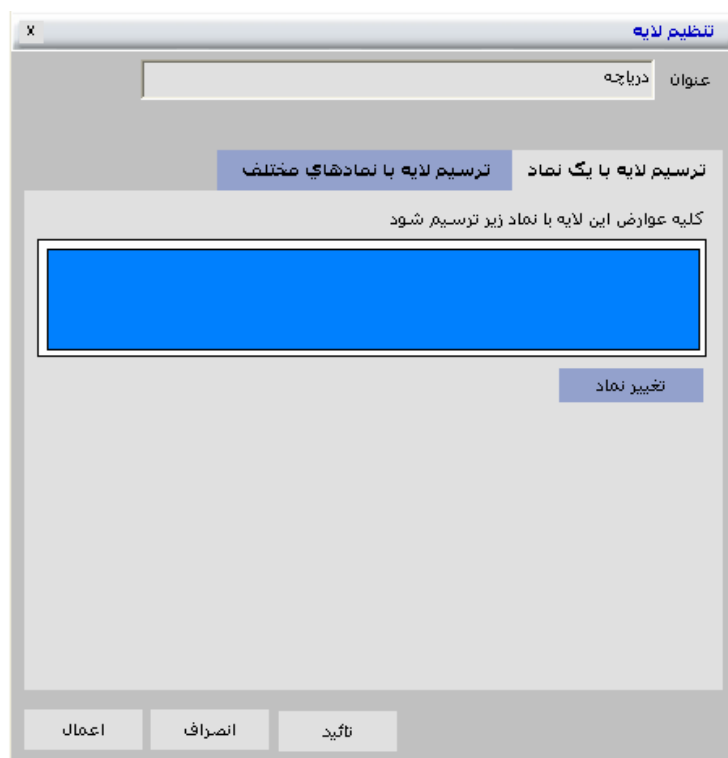 تنظیم لایه x
عنوان دریاچه
ترسیم لایه با یک نماد ترسیم لایه با نمادهاي مختلف
کلیه عوارض این لایه با نماد زیر ترسیم شود
تغییر نماد
تائید انصراف اعمال